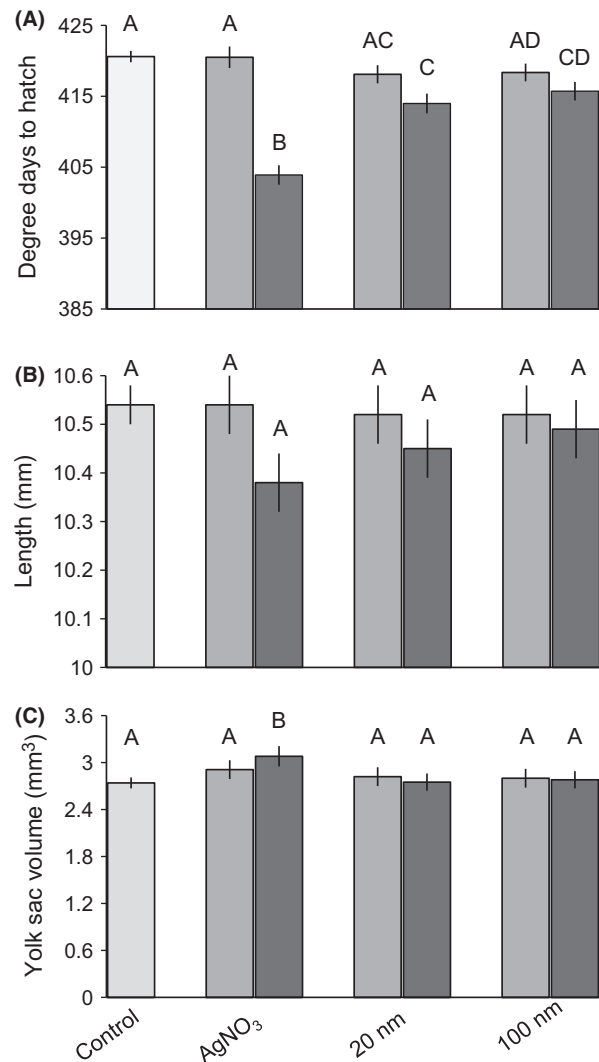 (A)
Degree days to hatch
425
415
405
395
385
A
A
B
AC
C
AD
CD
(B)
Length (mm)
10.6
10.5
10.4
10.3
10.2
10.1
10
A
A
A
A
A
A
A
(C)
Yolk sac volume (mm³)
3.6
3
2.4
1.8
1.2
0.6
0
A
A
B
A
A
A
A
Control
AgNO₃
20 nm
100 nm